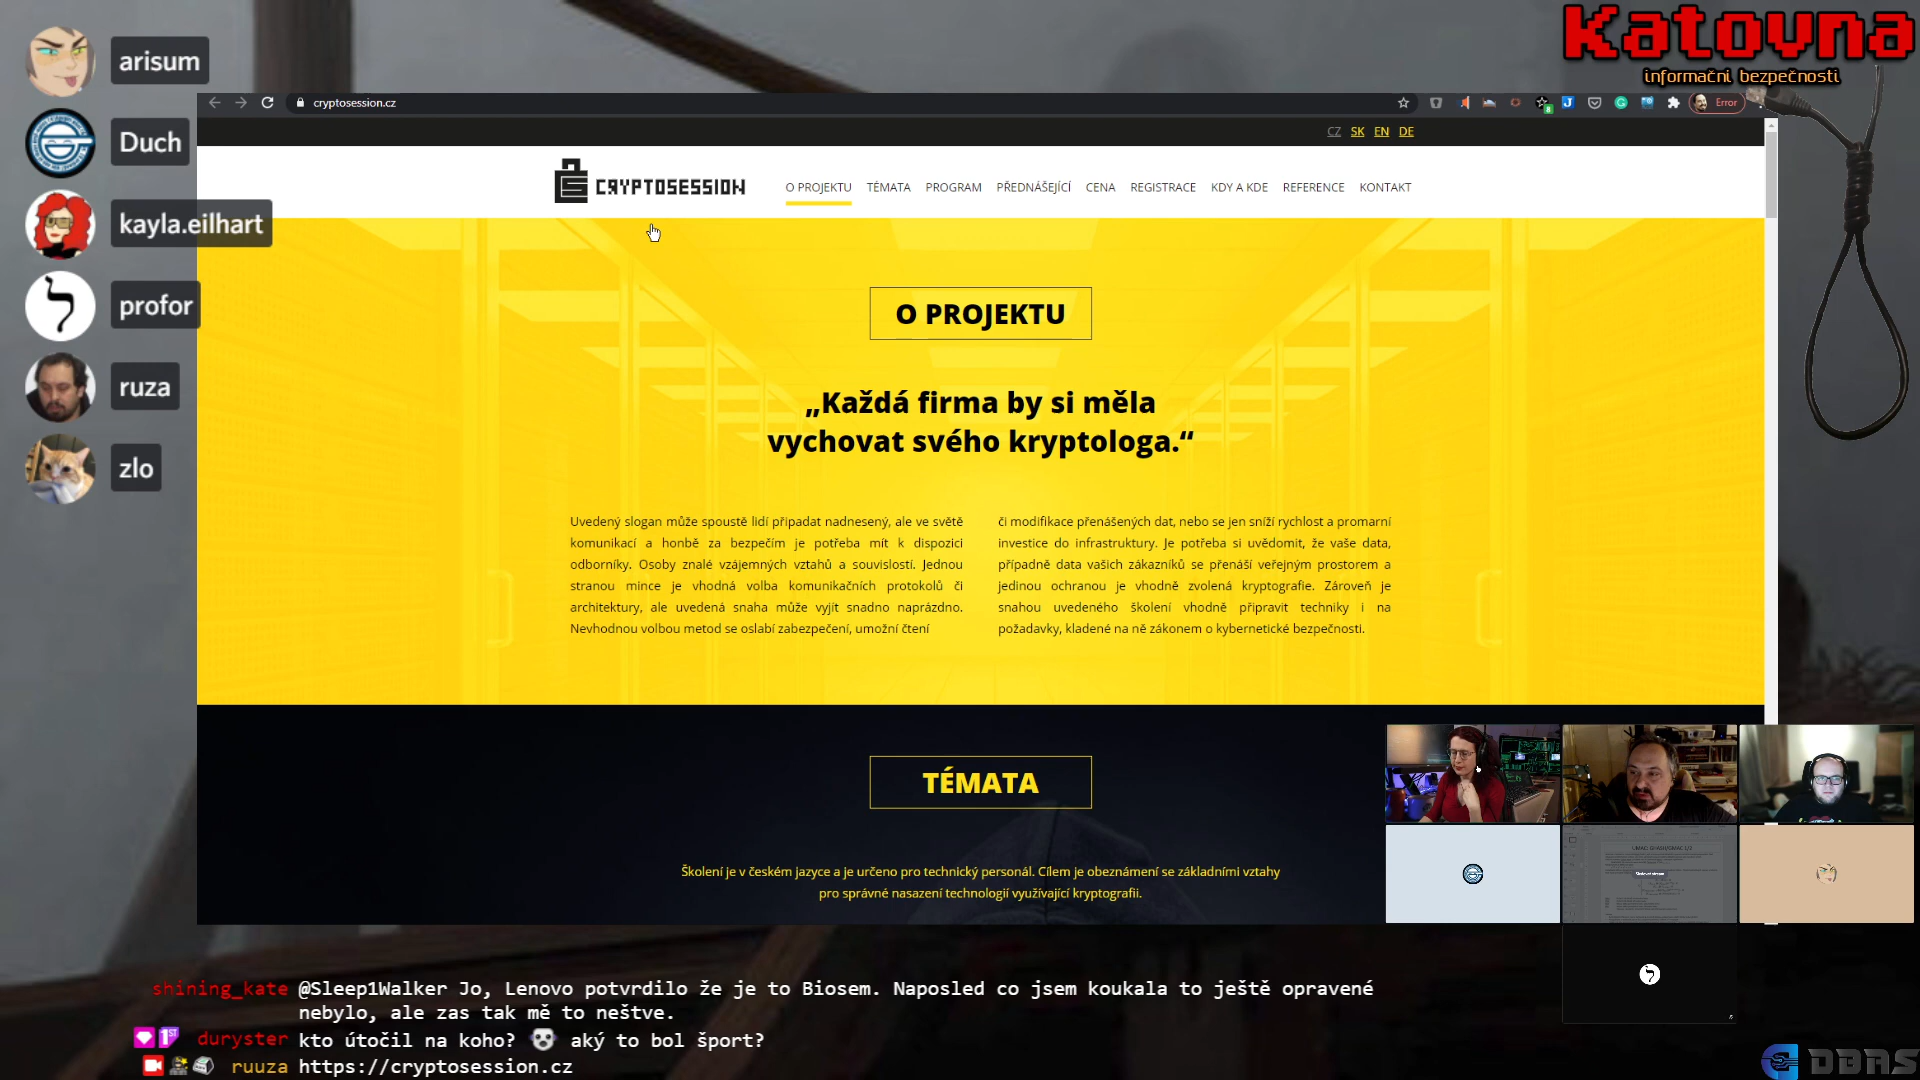 Katovna
informační bezpečnosti
arisum
Duch
kayla.eilhart
profor
ruza
zlo
cryptosession.cz
Error
CZ SK EN DE
CRYPTOSESSION
O PROJEKTU TÉMATA PROGRAM PŘEDNÁŠEJÍCÍ CENA REGISTRACE KDY A KDE REFERENCE KONTAKT
O PROJEKTU
„Každá firma by si měla
vychovat svého kryptologa.“
Uvedený slogan může spoustě lidí připadat nadnesený, ale ve světě
komunikací a honbě za bezpečím je potřeba mít k dispozici
odborníky. Osoby znalé vzájemných vztahů a souvislostí. Jednou
stranou mince je vhodná volba komunikačních protokolů či
architektury, ale uvedená snaha může vyjít snadno naprázdno.
Nevhodnou volbou metod se oslabí zabezpečení, umožní čtení
či modifikace přenášených dat, nebo se jen sníží rychlost a promarní
investice do infrastruktury. Je potřeba si uvědomit, že vaše data,
případně data vašich zákazníků se přenáší veřejným prostorem a
jedinou ochranou je vhodně zvolená kryptografie. Zároveň je
snahou uvedeného školení vhodně připravit techniky i na
požadavky, kladené na ně zákonem o kybernetické bezpečnosti.
TÉMATA
Školení je v českém jazyce a je určeno pro technický personál. Cílem je obeznámení se základními vztahy
pro správné nasazení technologií využívající kryptografii.
shining_kate @Sleep1Walker Jo, Lenovo potvrdilo že je to Biosem. Naposled co jsem koukala to ještě opravené
nebylo, ale zas tak mě to neštve.
duryster kto útočil na koho? aký to bol šport?
ruuza https://cryptosession.cz
DBAS